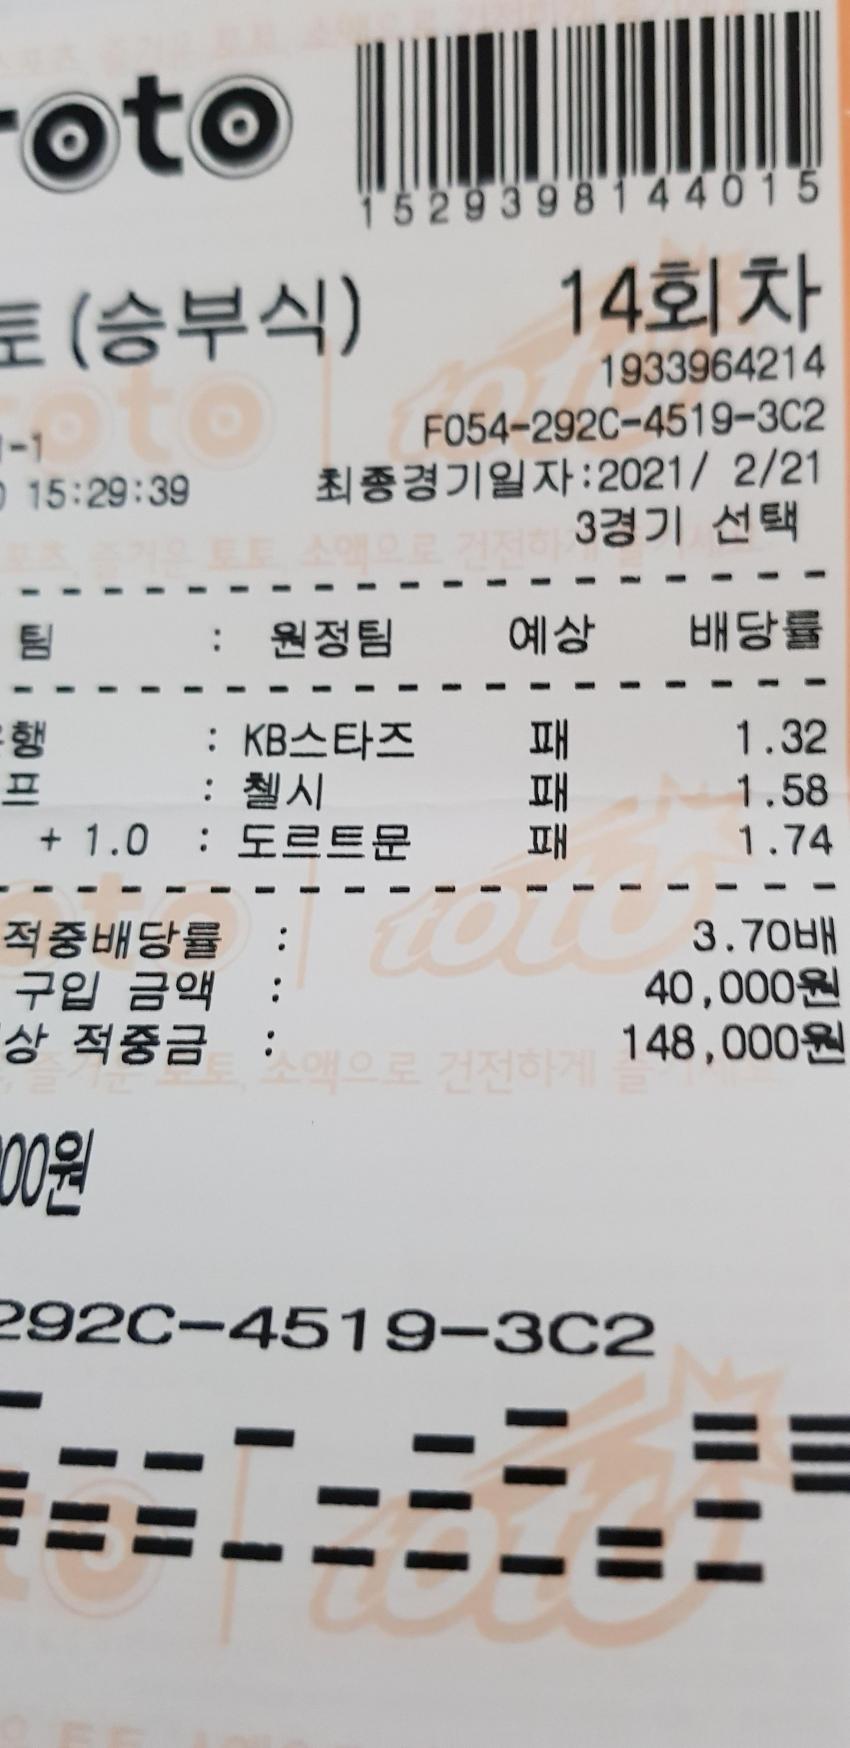 roto
1529398144015
토 (승부식) 14회차
1933964214
F054-292C-4519-3C2
-1
15:29:39 최종경기일자:2021/ 2/21
3경기 선택
팀 : 원정팀 예상 배당률
행 : KB스타즈 패 1.32
프 : 첼시 패 1.58
+ 1.0 : 도르트문 패 1.74
적중배당률 : 3.70배
구입 금액 : 40,000원
상 적중금 : 148,000원
00원
292C-4519-3C2